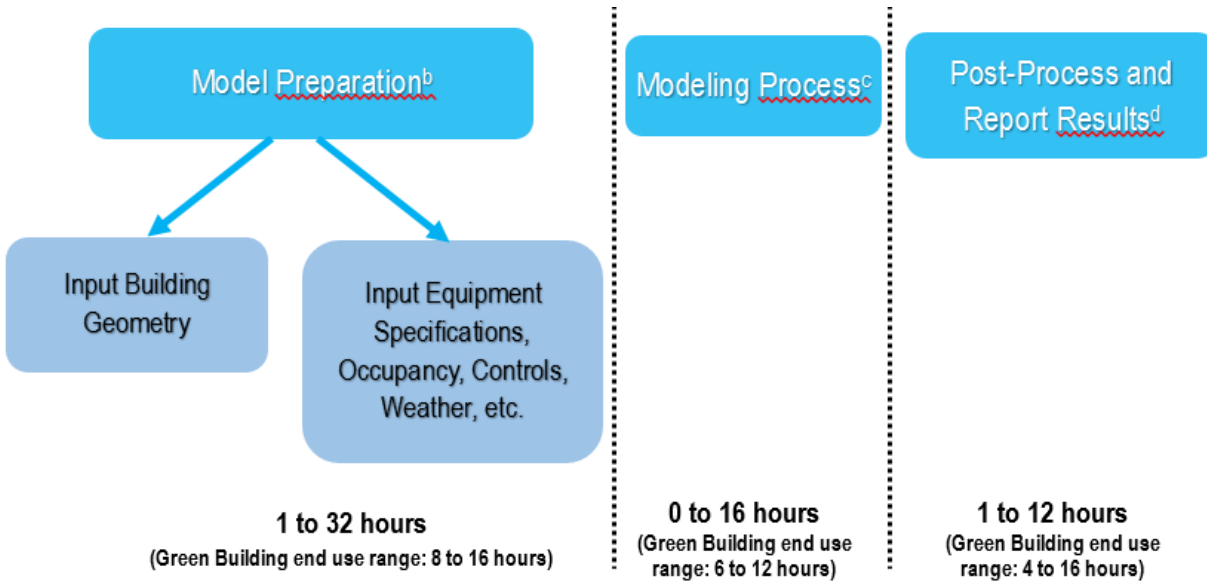 Model Preparationᵇ
Modeling Processᶜ
Post-Process and
Report Resultsᵈ
Input Building
Geometry
Input Equipment
Specifications,
Occupancy, Controls,
Weather, etc.
1 to 32 hours
(Green Building end use range: 8 to 16 hours)
0 to 16 hours
(Green Building end use
range: 6 to 12 hours)
1 to 12 hours
(Green Building end use
range: 4 to 16 hours)